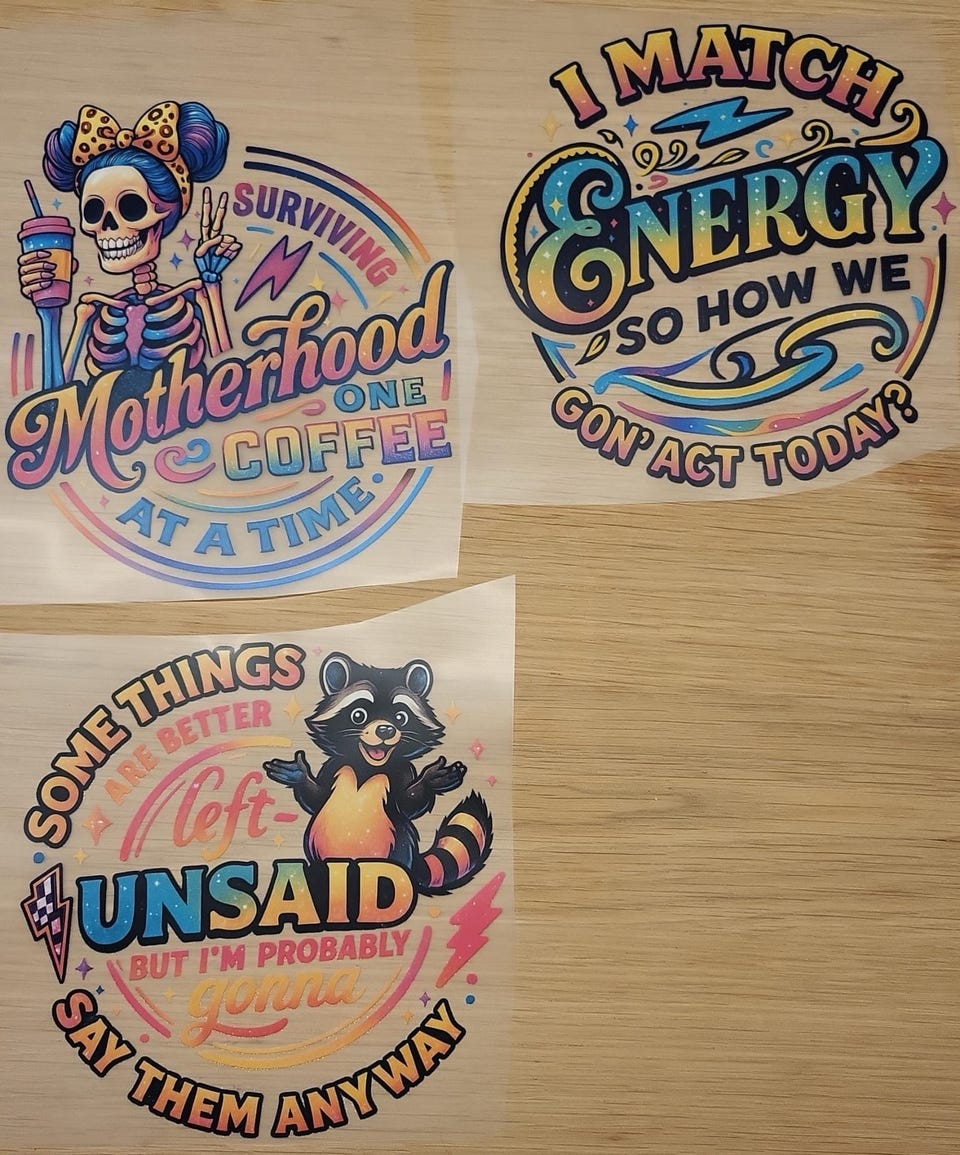 SURVIVING
Motherhood
ONE
COFFEE
AT A TIME.
I MATCH
ENERGY
SO HOW WE
GON' ACT TODAY?
SOME THINGS
ARE BETTER
left-
UNSAID
BUT I'M PROBABLY
gonna
SAY THEM ANYWAY